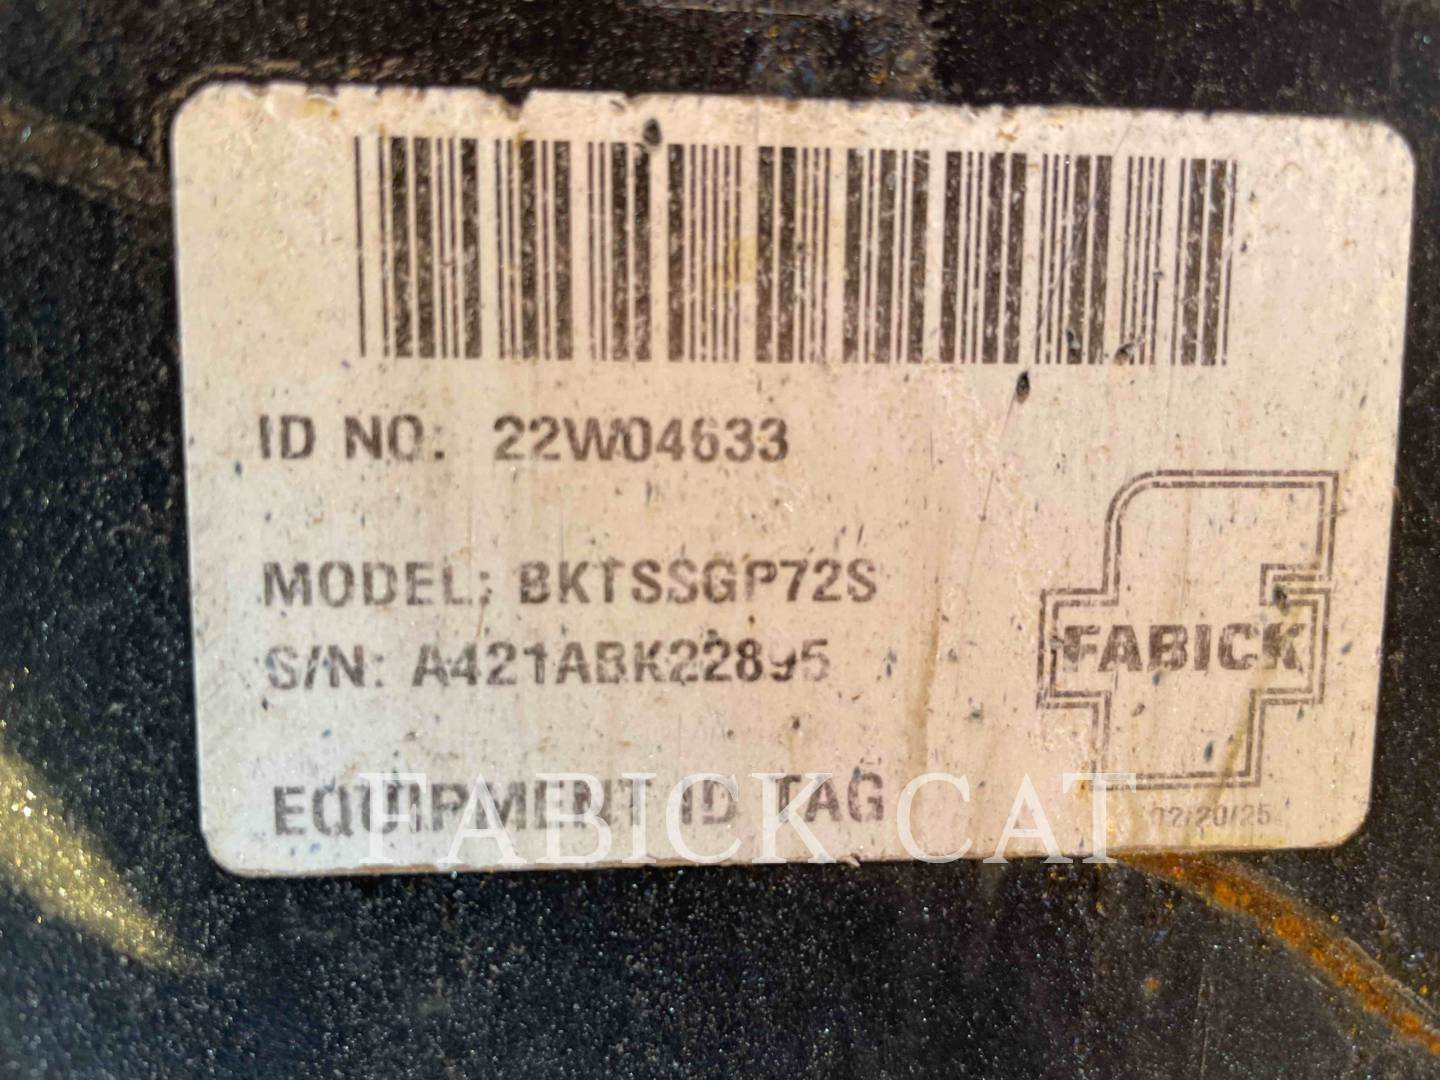 ID NO: 22W04633
MODEL: BKTSSGP72S
S/N: A421ABK22895
FABICK
EQUIPMENT ID TAG
02/20/25
FABICK CAT